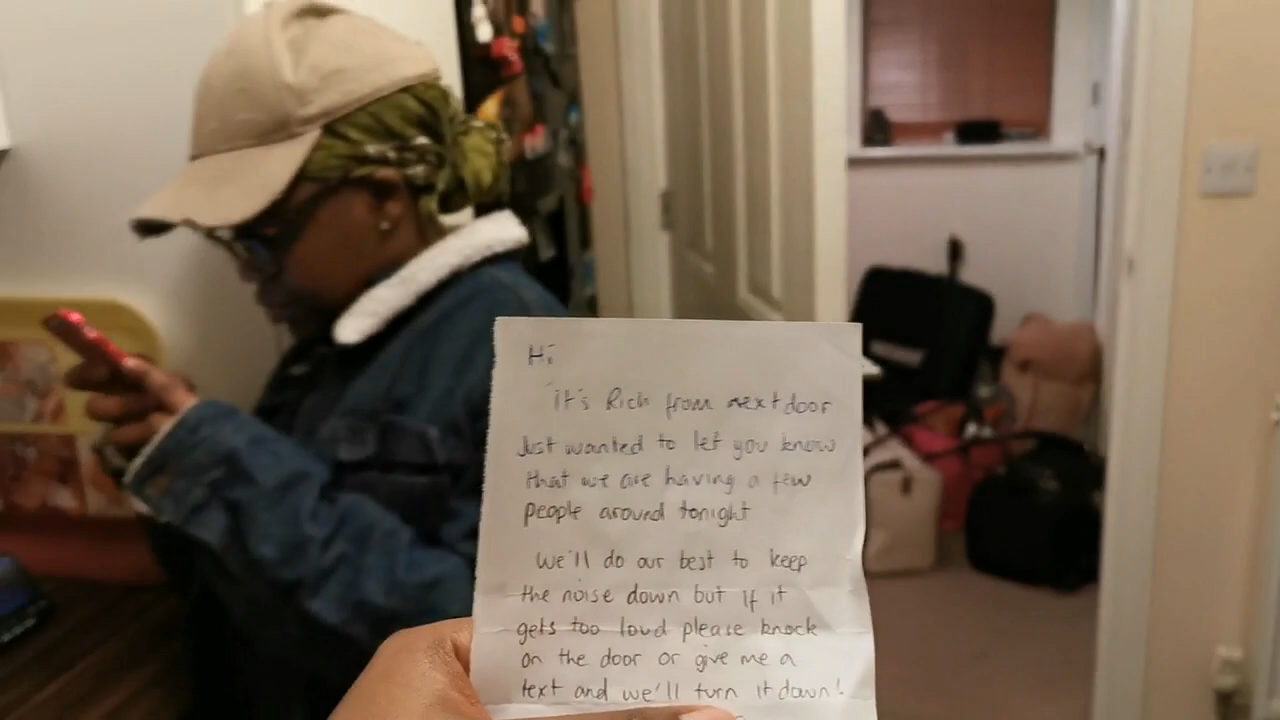 Hi
it's Rich from next door
Just wanted to let you know
that we are having a few
people around tonight
We'll do our best to keep
the noise down but if it
gets too loud please knock
on the door or give me a
text and we'll turn it down!